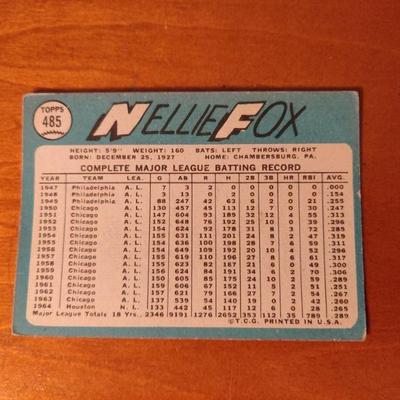 TOPPS
485
NELLIE FOX
HEIGHT: 5'9" WEIGHT: 160 BATS: LEFT THROWS: RIGHT
BORN: DECEMBER 25, 1927 HOME: CHAMBERSBURG, PA.
COMPLETE MAJOR LEAGUE BATTING RECORD
YEAR TEAM LEA. G AB R H 2B 3B HR RBI AVG.
1947 Philadelphia A. L. 7 3 2 0 0 0 0 0 .000
1948 Philadelphia A. L.
1949 Philadelphia A. L. 88 247 42 63 6 2 0 21 .255
1950 Chicago A. L. 130 457 45 113 12 7 0 30 .247
1951 Chicago A. L. 147 604 93 189 32 12 4 55 .313
1952 Chicago A. L. 152 648 76 192 25 10 0 39 .296
1953 Chicago A. L. 154 624 92 178 31 8 3 72 .285
1954 Chicago A. L. 155 631 111 201 24 8 2 47 .319
1955 Chicago A. L. 154 636 100 198 28 7 6 59 .311
1956 Chicago A. L. 154 649 109 192 20 10 4 52 .296
1957 Chicago A. L. 155 619 110 196 27 8 6 61 .317
1958 Chicago A. L. 155 623 82 187 21 6 0 49 .300
1959 Chicago A. L. 156 624 84 191 34 6 2 70 .306
1960 Chicago A. L. 150 605 85 175 24 10 2 59 .289
1961 Chicago A. L. 159 606 67 152 11 5 2 51 .251
1962 Chicago A. L. 157 621 79 166 27 7 2 54 .267
1963 Chicago A. L. 137 539 54 140 19 0 2 42 .260
1964 Houston N. L. 133 442 45 117 12 6 0 28 .265
Major League Totals 18 Yrs. 2346 9191 1276 2652 353 112 35 789 .289
© T.C.G. PRINTED IN U.S.A.